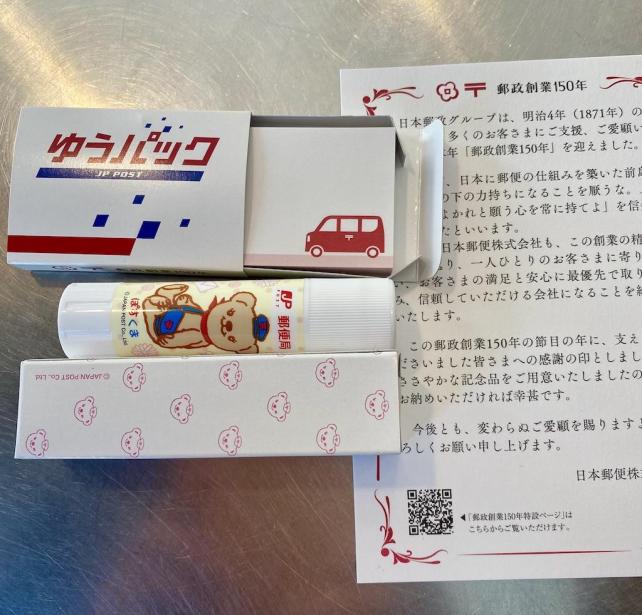 ゆうパック
JP POST
〒
JP
POST
郵便局
ぽすくま
© JAPAN POST Co., Ltd.
© JAPAN POST Co., Ltd.
〒 郵政創業150年
日本郵政グループは、明治4年(1871年)の
多くのお客さまにご支援、ご愛顧い
年「郵政創業150年」を迎えました。
、日本に郵便の仕組みを築いた前島
の下の力持ちになることを厭うな。
よかれと願う心を常に持てよ」を信
たといいます。
日本郵便株式会社も、この創業の精
り、一人ひとりのお客さまに寄り
、お客さまの満足と安心に最優先で取り
み、信頼していただける会社になることを
いたします。
この郵政創業150年の節目の年に、支え
ださいました皆さまへの感謝の印としまし
ささやかな記念品をご用意いたしましたの
お納めいただければ幸甚です。
今後とも、変わらぬご愛顧を賜ります
ろしくお願い申し上げます。
日本郵便株
◀「郵政創業150年特設ページ」は
こちらからご覧いただけます。